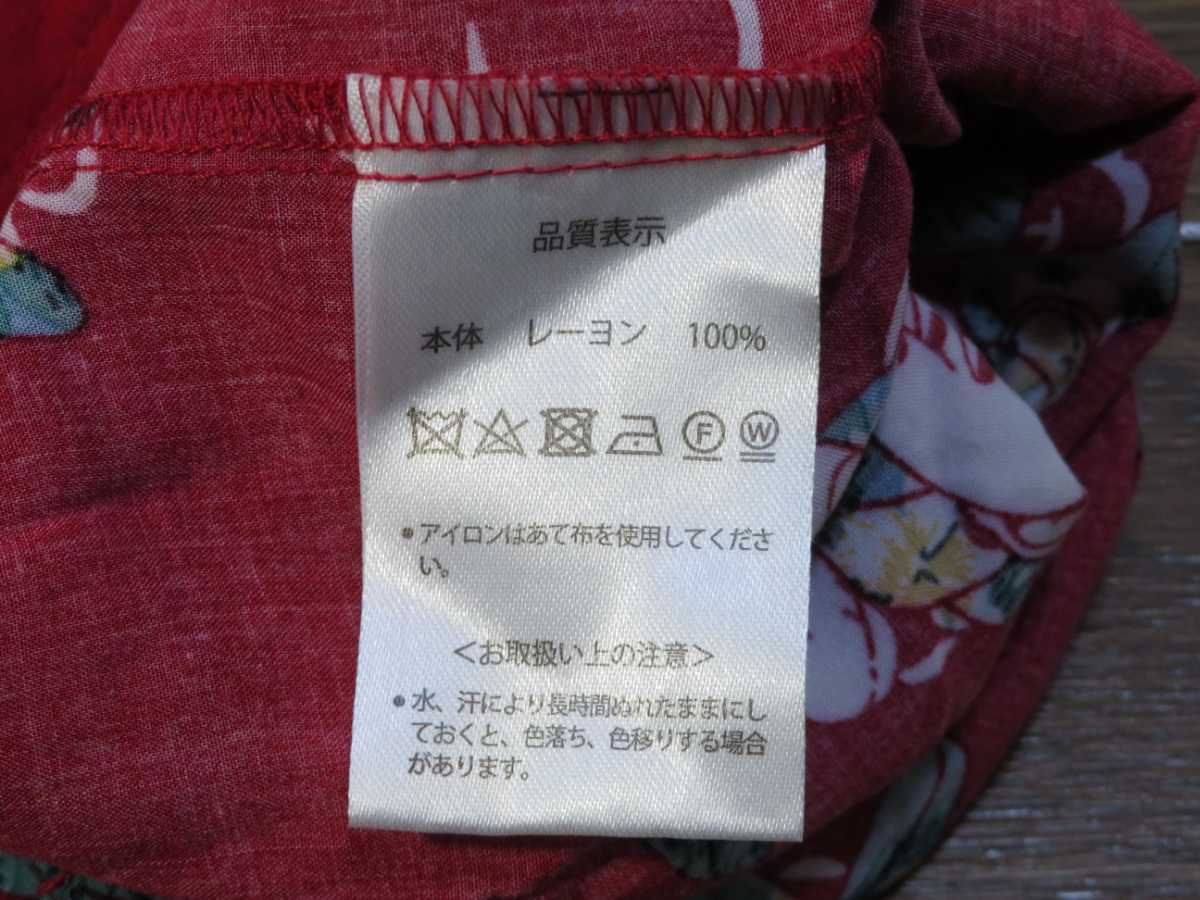 品質表示
本体 レーヨン 100%
F W
●アイロンはあて布を使用してくださ
い。
＜お取扱い上の注意＞
●水、汗により長時間ぬれたままにし
ておくと、色落ち、色移りする場合
があります。